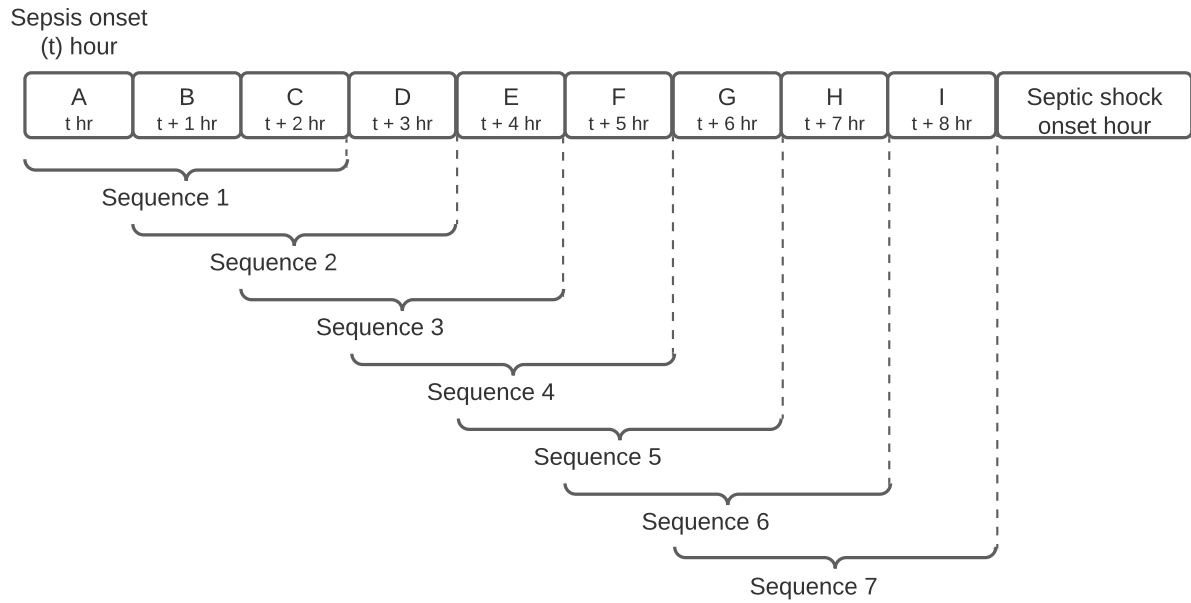 Sepsis onset
(t) hour
A
t hr
B
t + 1 hr
C
t + 2 hr
D
t + 3 hr
E
t + 4 hr
F
t + 5 hr
G
t + 6 hr
H
t + 7 hr
I
t + 8 hr
Septic shock
onset hour
Sequence 1
Sequence 2
Sequence 3
Sequence 4
Sequence 5
Sequence 6
Sequence 7